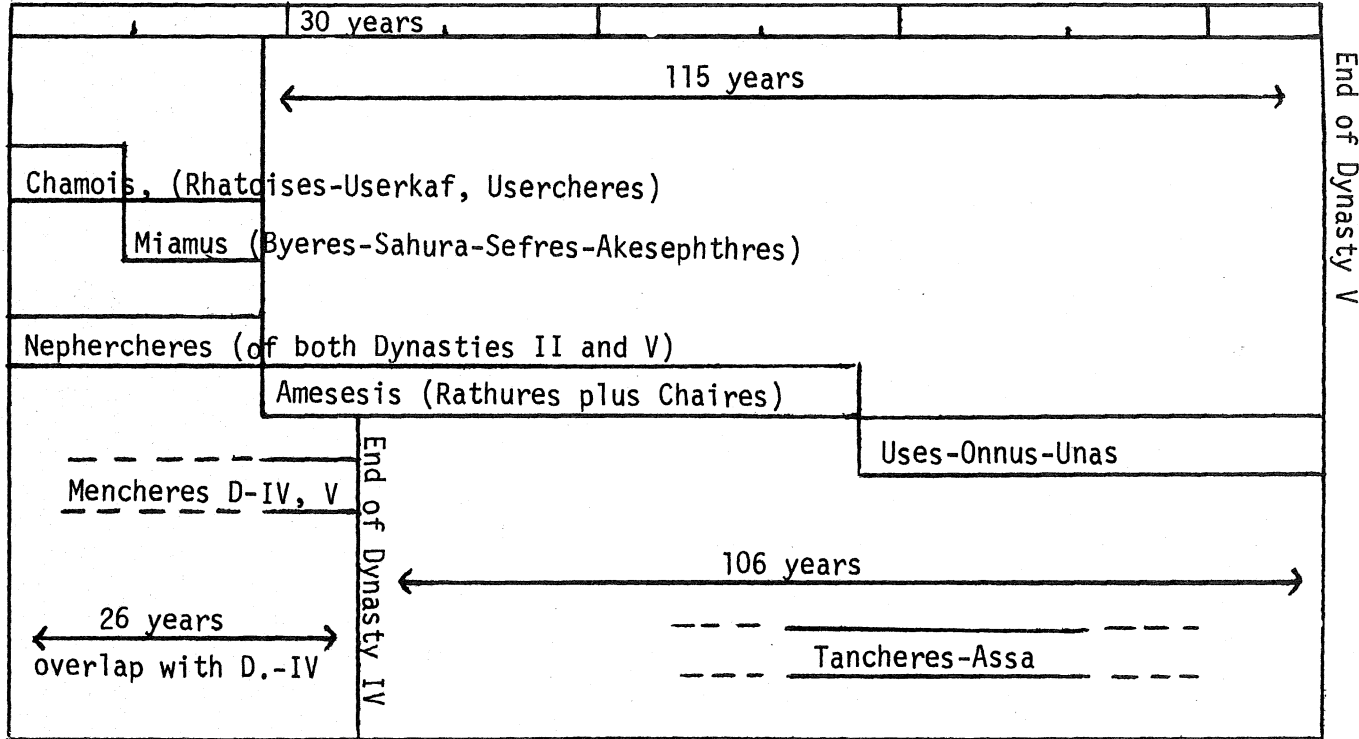 30 years
115 years
End of Dynasty V
Chamois, (Rhatoises-Userkaf, Usercheres)
Miamus (Byeres-Sahura-Sefres-Akesephthres)
Nephercheres (of both Dynasties II and V)
Amesesis (Rathures plus Chaires)
Uses-Onnus-Unas
Mencheres D-IV, V
End of Dynasty IV
106 years
26 years
overlap with D.-IV
Tancheres-Assa